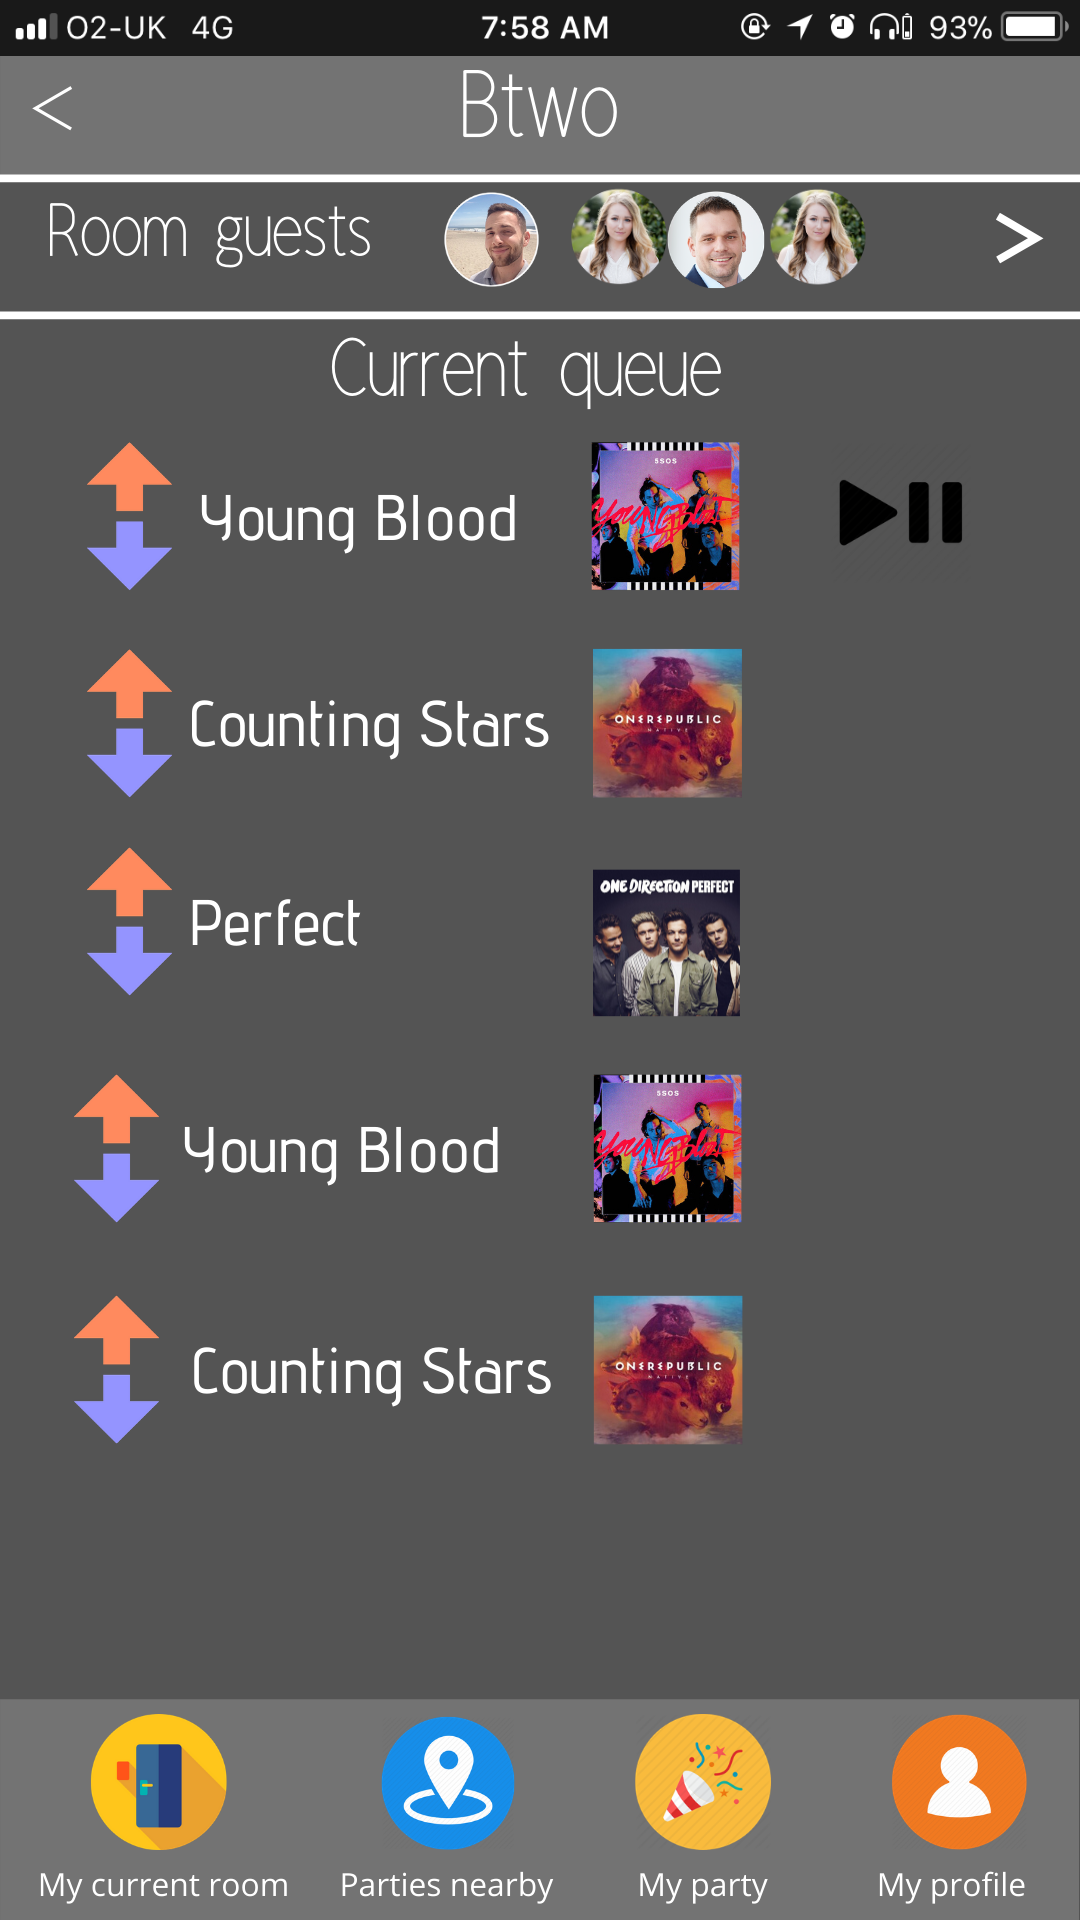 O2-UK 4G 7:58 AM 93%
< Btwo
Room guests >
Current queue
Young Blood
5SOS
YOUNGBLOOD
Counting Stars
ONEREPUBLIC
NATIVE
Perfect
ONE DIRECTION PERFECT
Young Blood
5SOS
YOUNGBLOOD
Counting Stars
ONEREPUBLIC
NATIVE
My current room Parties nearby My party My profile